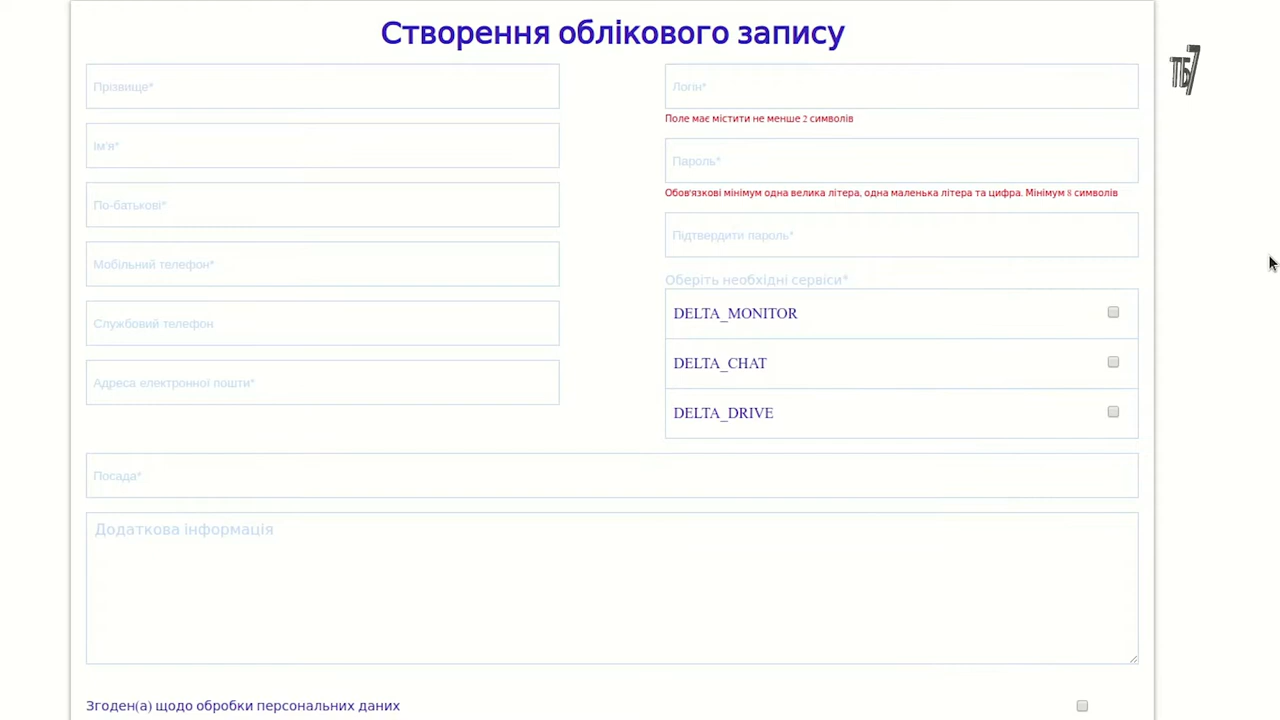 Створення облікового запису
ТБ7
Прізвище*
Ім'я*
По-батькові*
Мобільний телефон*
Службовий телефон
Адреса електронної пошти*
Логін*
Поле має містити не менше 2 символів
Пароль*
Обов'язкові мінімум одна велика літера, одна маленька літера та цифра. Мінімум 8 символів
Підтвердити пароль*
Оберіть необхідні сервіси*
DELTA_MONITOR
DELTA_CHAT
DELTA_DRIVE
Посада*
Додаткова інформація
Згоден(а) щодо обробки персональних даних